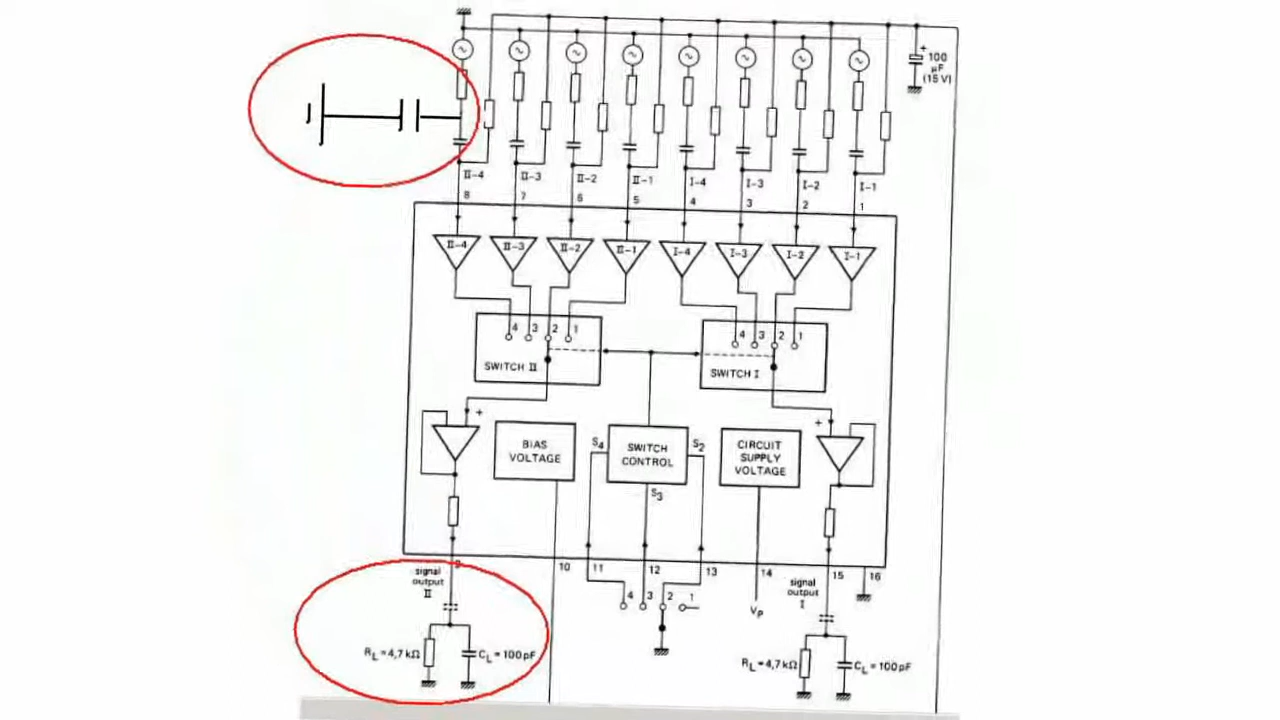 + 100
µF
(15 V)
II-4 II-3 II-2 II-1 I-4 I-3 I-2 I-1
8 7 6 5 4 3 2 1
II-4 II-3 II-2 II-1 I-4 I-3 I-2 I-1
4 3 2 1
SWITCH II
4 3 2 1
SWITCH I
+
+
BIAS
VOLTAGE
S4
SWITCH
CONTROL
S2
S3
CIRCUIT
SUPPLY
VOLTAGE
9 10 11 12 13 14 15 16
signal
output
II
4 3 2 1
VP
signal
output
I
RL = 4,7 kΩ
CL = 100 pF
RL = 4,7 kΩ
CL = 100 pF